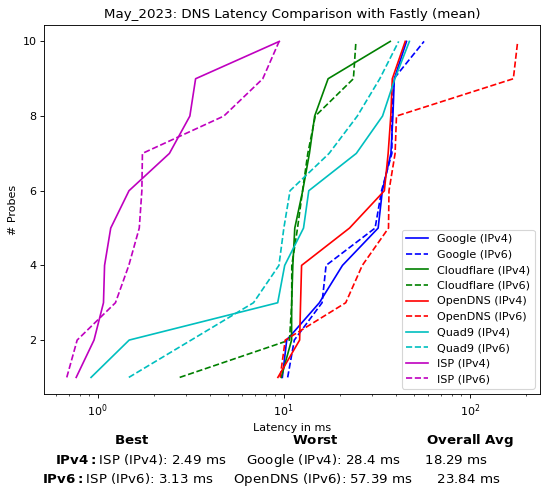 May_2023: DNS Latency Comparison with Fastly (mean)
10
8
6
4
2
# Probes
Google (IPv4)
Google (IPv6)
Cloudflare (IPv4)
Cloudflare (IPv6)
OpenDNS (IPv4)
OpenDNS (IPv6)
Quad9 (IPv4)
Quad9 (IPv6)
ISP (IPv4)
ISP (IPv6)
10⁰ 10¹ 10²
Latency in ms
Best Worst Overall Avg
IPv4: ISP (IPv4): 2.49 ms Google (IPv4): 28.4 ms 18.29 ms
IPv6: ISP (IPv6): 3.13 ms OpenDNS (IPv6): 57.39 ms 23.84 ms